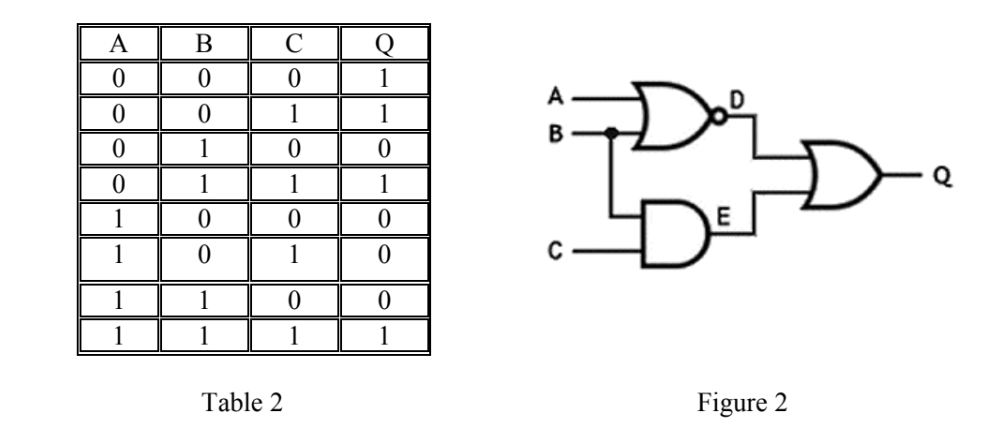 A B C Q
0 0 0 1
0 0 1 1
0 1 0 0
0 1 1 1
1 0 0 0
1 0 1 0
1 1 0 0
1 1 1 1
Table 2
A
B
C
D
E
Q
Figure 2